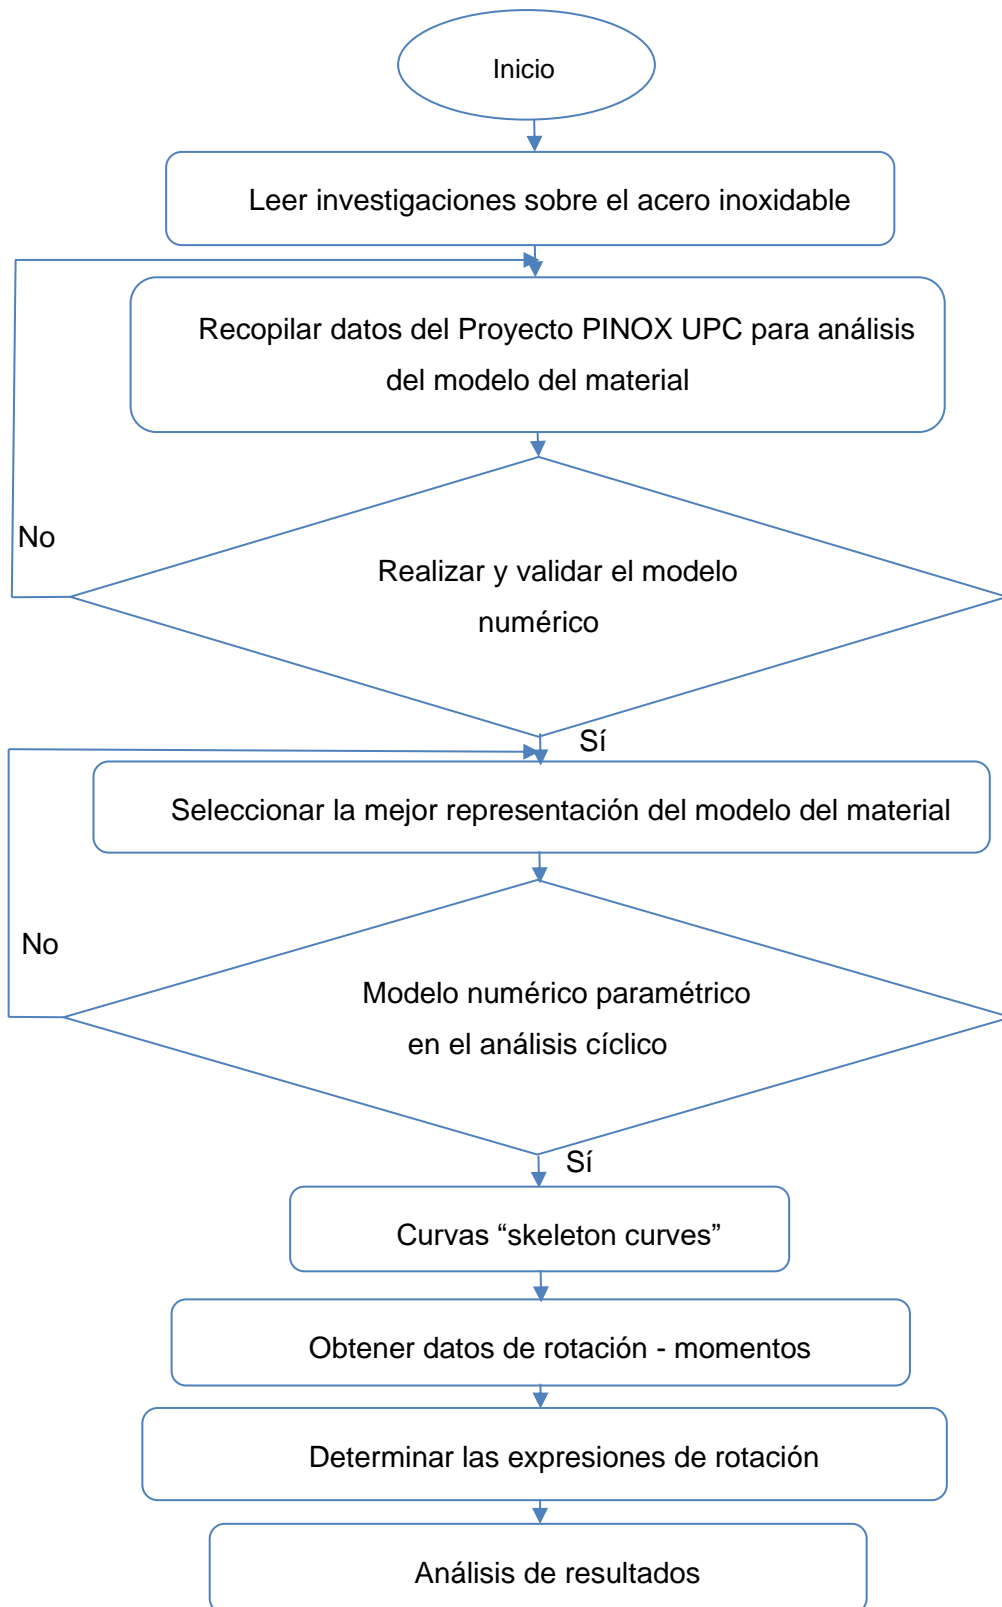 Inicio
Leer investigaciones sobre el acero inoxidable
Recopilar datos del Proyecto PINOX UPC para análisis
del modelo del material
No
Realizar y validar el modelo
numérico
Sí
Seleccionar la mejor representación del modelo del material
No
Modelo numérico paramétrico
en el análisis cíclico
Sí
Curvas “skeleton curves”
Obtener datos de rotación - momentos
Determinar las expresiones de rotación
Análisis de resultados